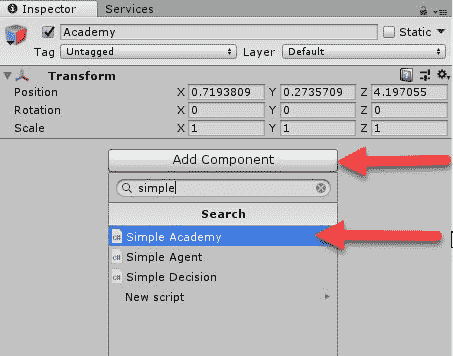 Inspector Services
Academy Static
Tag Untagged Layer Default
Transform
Position X 0.7193809 Y 0.2735709 Z 4.197055
Rotation X 0 Y 0 Z 0
Scale X 1 Y 1 Z 1
Add Component
simple
Search
c# Simple Academy
c# Simple Agent
c# Simple Decision
New script